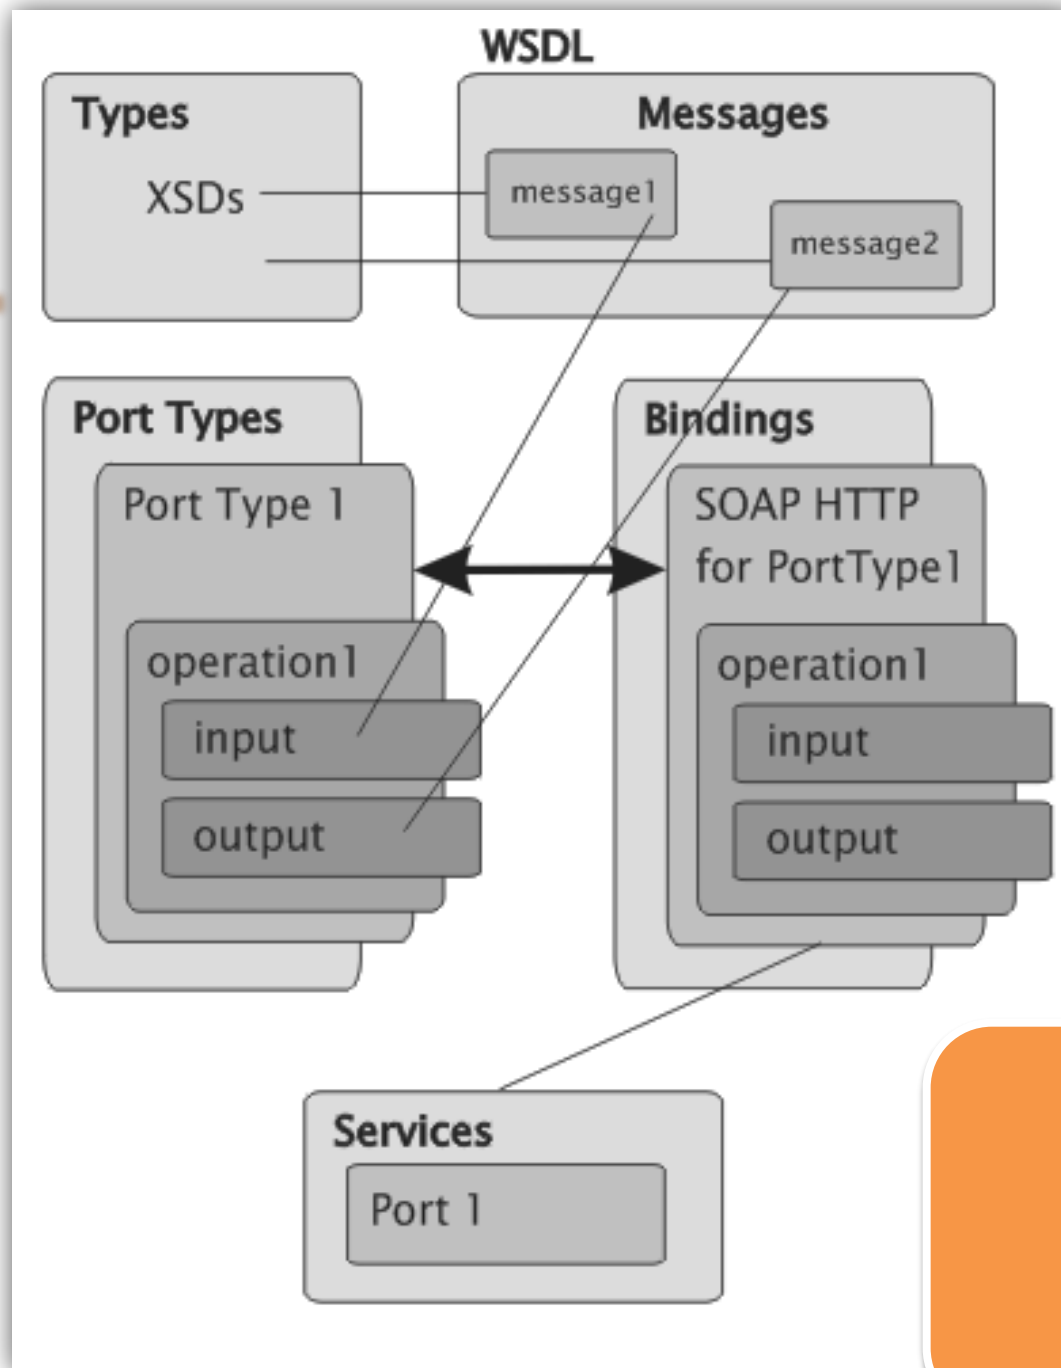 WSDL
Types
XSDs
Messages
message1
message2
Port Types
Port Type 1
operation1
input
output
Bindings
SOAP HTTP
for PortType1
operation1
input
output
Services
Port 1